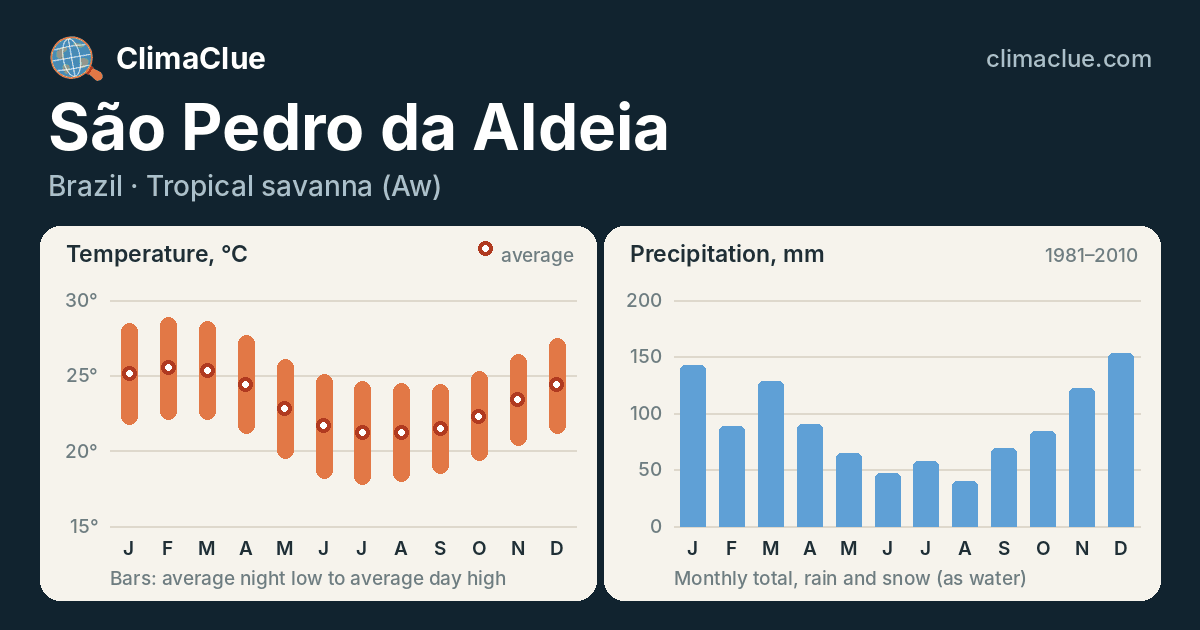 ClimaClue
climaclue.com
São Pedro da Aldeia
Brazil · Tropical savanna (Aw)
Temperature, °C
average
30°
25°
20°
15°
J F M A M J J A S O N D
Bars: average night low to average day high
Precipitation, mm
1981–2010
200
150
100
50
0
J F M A M J J A S O N D
Monthly total, rain and snow (as water)